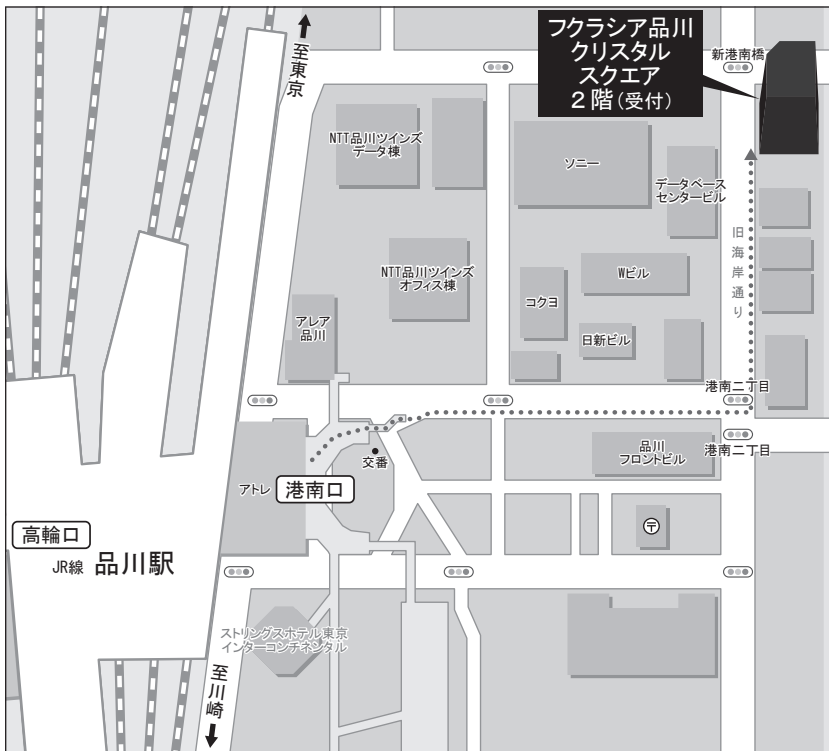 至東京
フクラシア品川
クリスタル
スクエア
2階(受付)
新港南橋
NTT品川ツインズ
データ棟
ソニー
データベース
センタービル
旧海岸通り
NTT品川ツインズ
オフィス棟
Wビル
コクヨ
アレア
品川
日新ビル
港南二丁目
品川
フロントビル
港南二丁目
交番
アトレ
港南口
〒
高輪口
JR線 品川駅
ストリングスホテル東京
インターコンチネンタル
至川崎